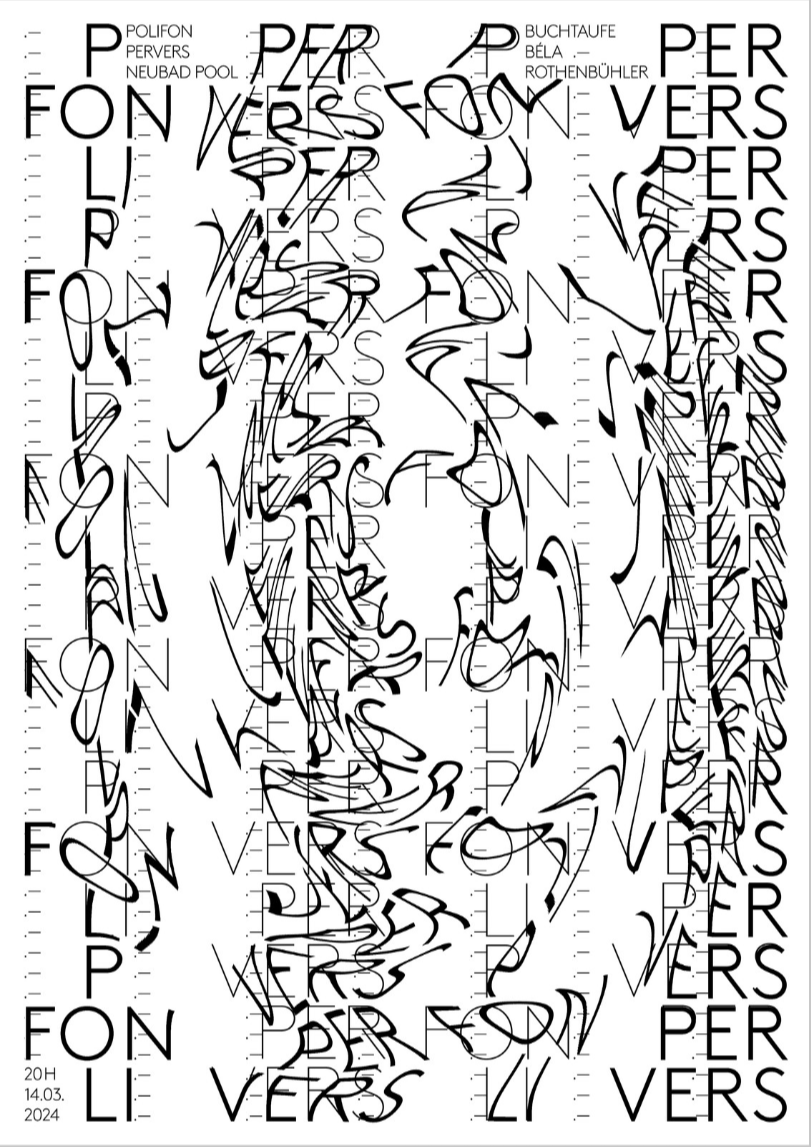 POLIFON
PERVERS
NEUBAD POOL
BUCHTAUFE
BÉLA
ROTHENBÜHLER
P PER P PER
FON VERS FON VERS
LI PER LI PER
P VERS P VERS
FON PER FON PER
LI VERS LI VERS
P PER P PER
FON VERS FON VERS
LI PER LI PER
P VERS P VERS
FON PER FON PER
LI VERS LI VERS
P PER P PER
FON VERS FON VERS
LI PER LI PER
P VERS P VERS
FON PER FON PER
LI VERS LI VERS
20H
14.03.
2024